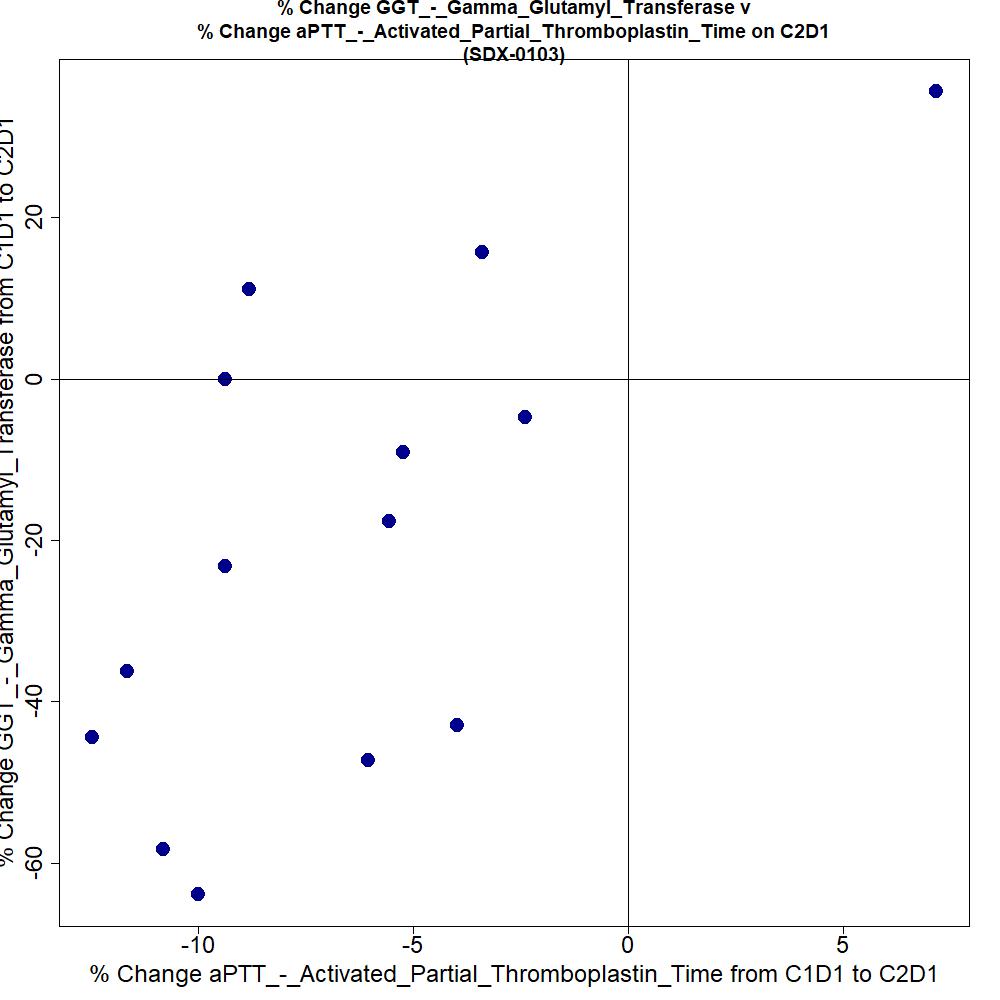 % Change GGT_-_Gamma_Glutamyl_Transferase v
% Change aPTT_-_Activated_Partial_Thromboplastin_Time on C2D1
(SDX-0103)
% Change GGT_-_Gamma_Glutamyl_Transferase from C1D1 to C2D1
20
0
-20
-40
-60
-10
-5
0
5
% Change aPTT_-_Activated_Partial_Thromboplastin_Time from C1D1 to C2D1